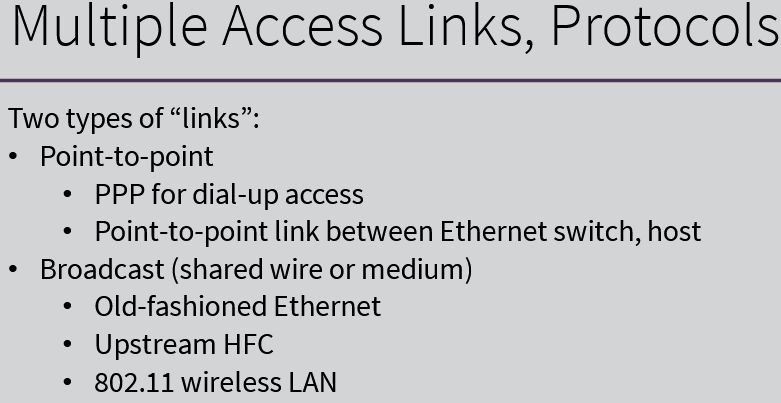 Multiple Access Links, Protocols
Two types of “links”:
• Point-to-point
• PPP for dial-up access
• Point-to-point link between Ethernet switch, host
• Broadcast (shared wire or medium)
• Old-fashioned Ethernet
• Upstream HFC
• 802.11 wireless LAN